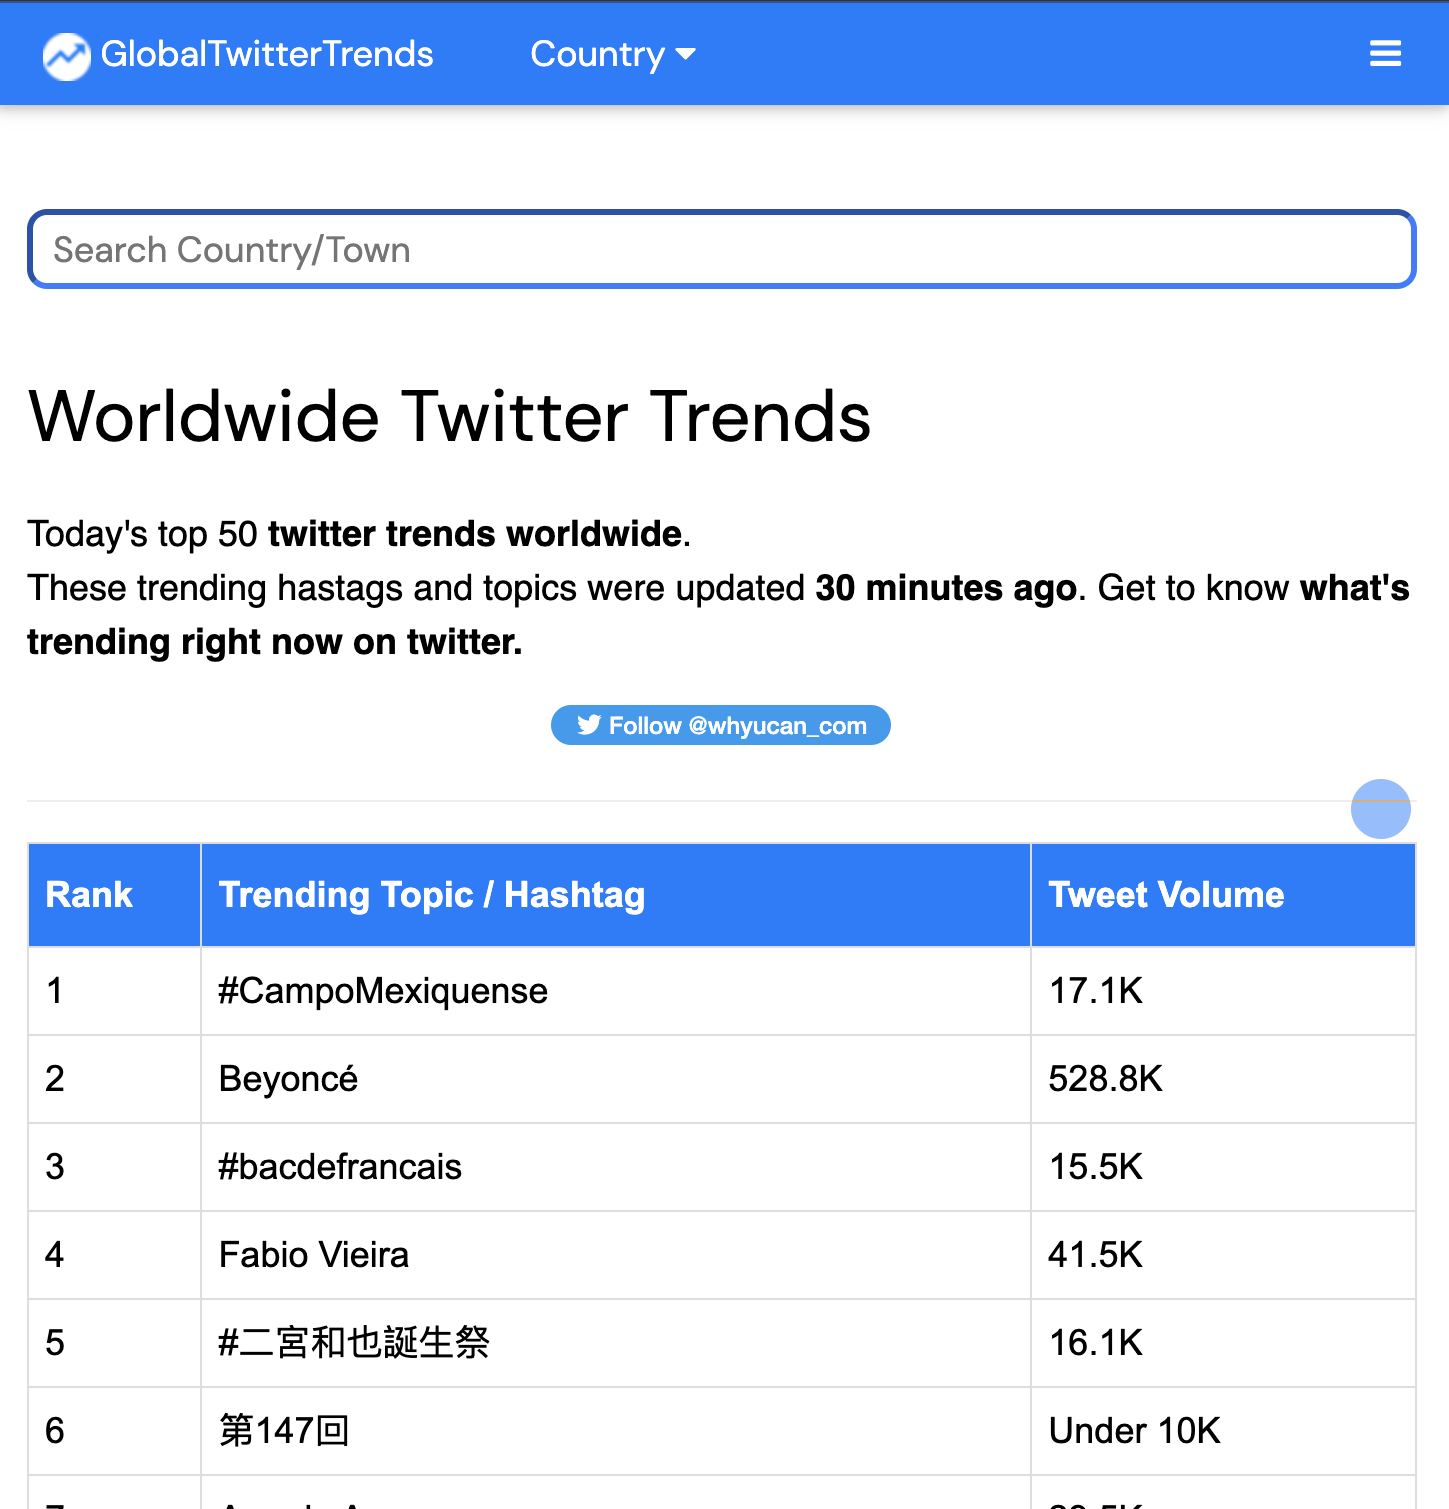 GlobalTwitterTrends
Country
Search Country/Town
Worldwide Twitter Trends
Today's top 50 twitter trends worldwide.
These trending hastags and topics were updated 30 minutes ago. Get to know what's
trending right now on twitter.
Follow @whyucan_com
Rank Trending Topic / Hashtag Tweet Volume
1 #CampoMexiquense 17.1K
2 Beyoncé 528.8K
3 #bacdefrancais 15.5K
4 Fabio Vieira 41.5K
5 #二宮和也誕生祭 16.1K
6 第147回 Under 10K